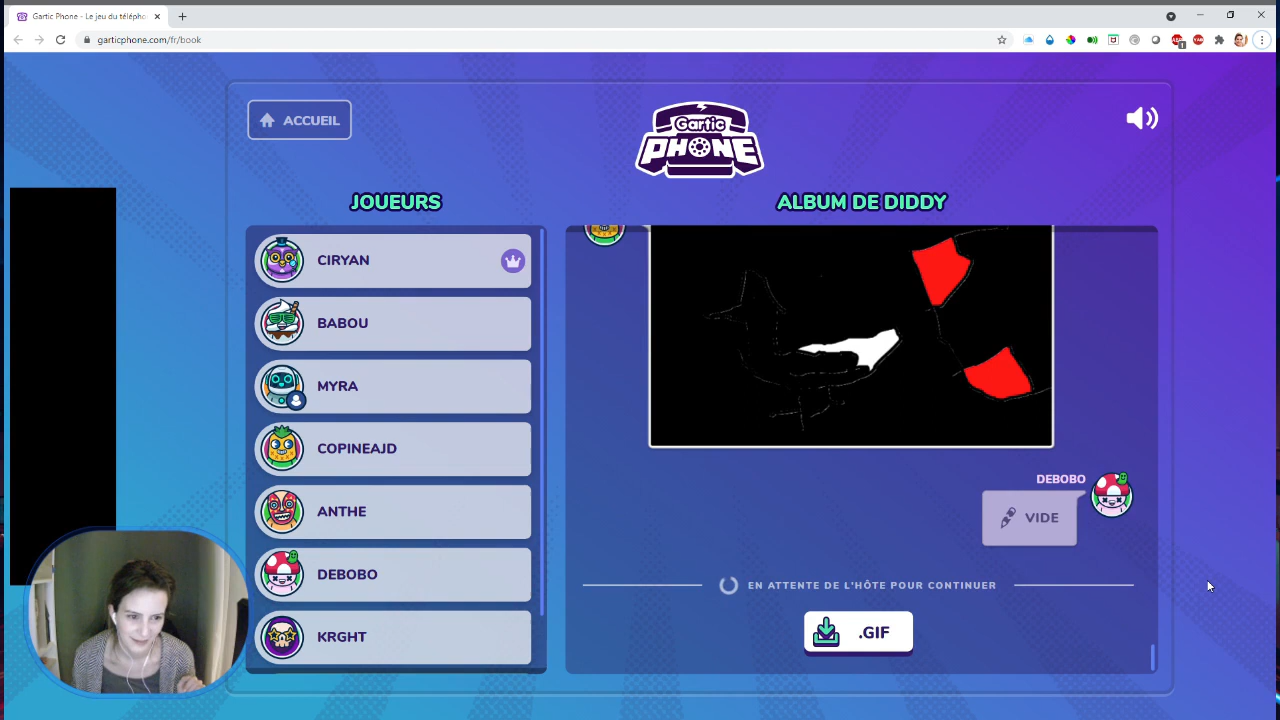 Gartic Phone - Le jeu du télépho
garticphone.com/fr/book
ACCUEIL
Gartic
PHONE
JOUEURS
ALBUM DE DIDDY
CIRYAN
BABOU
MYRA
COPINEAJD
ANTHE
DEBOBO
KRGHT
DEBOBO
VIDE
EN ATTENTE DE L'HÔTE POUR CONTINUER
.GIF